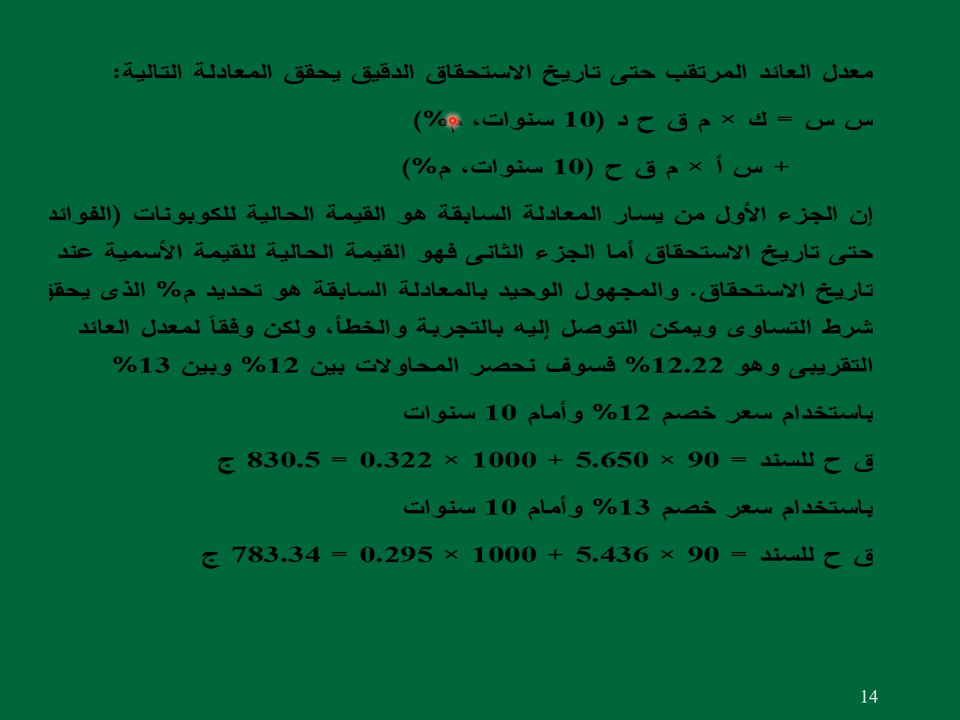 معدل العائد المرتقب حتى تاريخ الاستحقاق الدقيق يحقق المعادلة التالية:
س س = ك × م ق ح د (10 سنوات، م%)
+ س أ × م ق ح (10 سنوات، م%)
إن الجزء الأول من يسار المعادلة السابقة هو القيمة الحالية للكوبونات (الفوائد
حتى تاريخ الاستحقاق أما الجزء الثانى فهو القيمة الحالية للقيمة الأسمية عند
تاريخ الاستحقاق. والمجهول الوحيد بالمعادلة السابقة هو تحديد م% الذى يحقق
شرط التساوى ويمكن التوصل إليه بالتجربة والخطأ، ولكن وفقاً لمعدل العائد
التقريبى وهو 12.22% فسوف نحصر المحاولات بين 12% وبين 13%
باستخدام سعر خصم 12% وأمام 10 سنوات
ق ح للسند = 90 × 5.650 + 1000 × 0.322 = 830.5 ج
باستخدام سعر خصم 13% وأمام 10 سنوات
ق ح للسند = 90 × 5.436 + 1000 × 0.295 = 783.34 ج
14